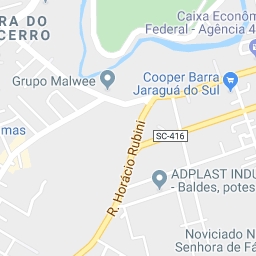 RA DO
CERRO
Caixa Econôm
Federal - Agência 4
Grupo Malwee
Cooper Barra
Jaraguá do Sul
mas
SC-416
R. Horácio Rubini
ADPLAST INDU
- Baldes, potes
Noviciado N
Senhora de Fá